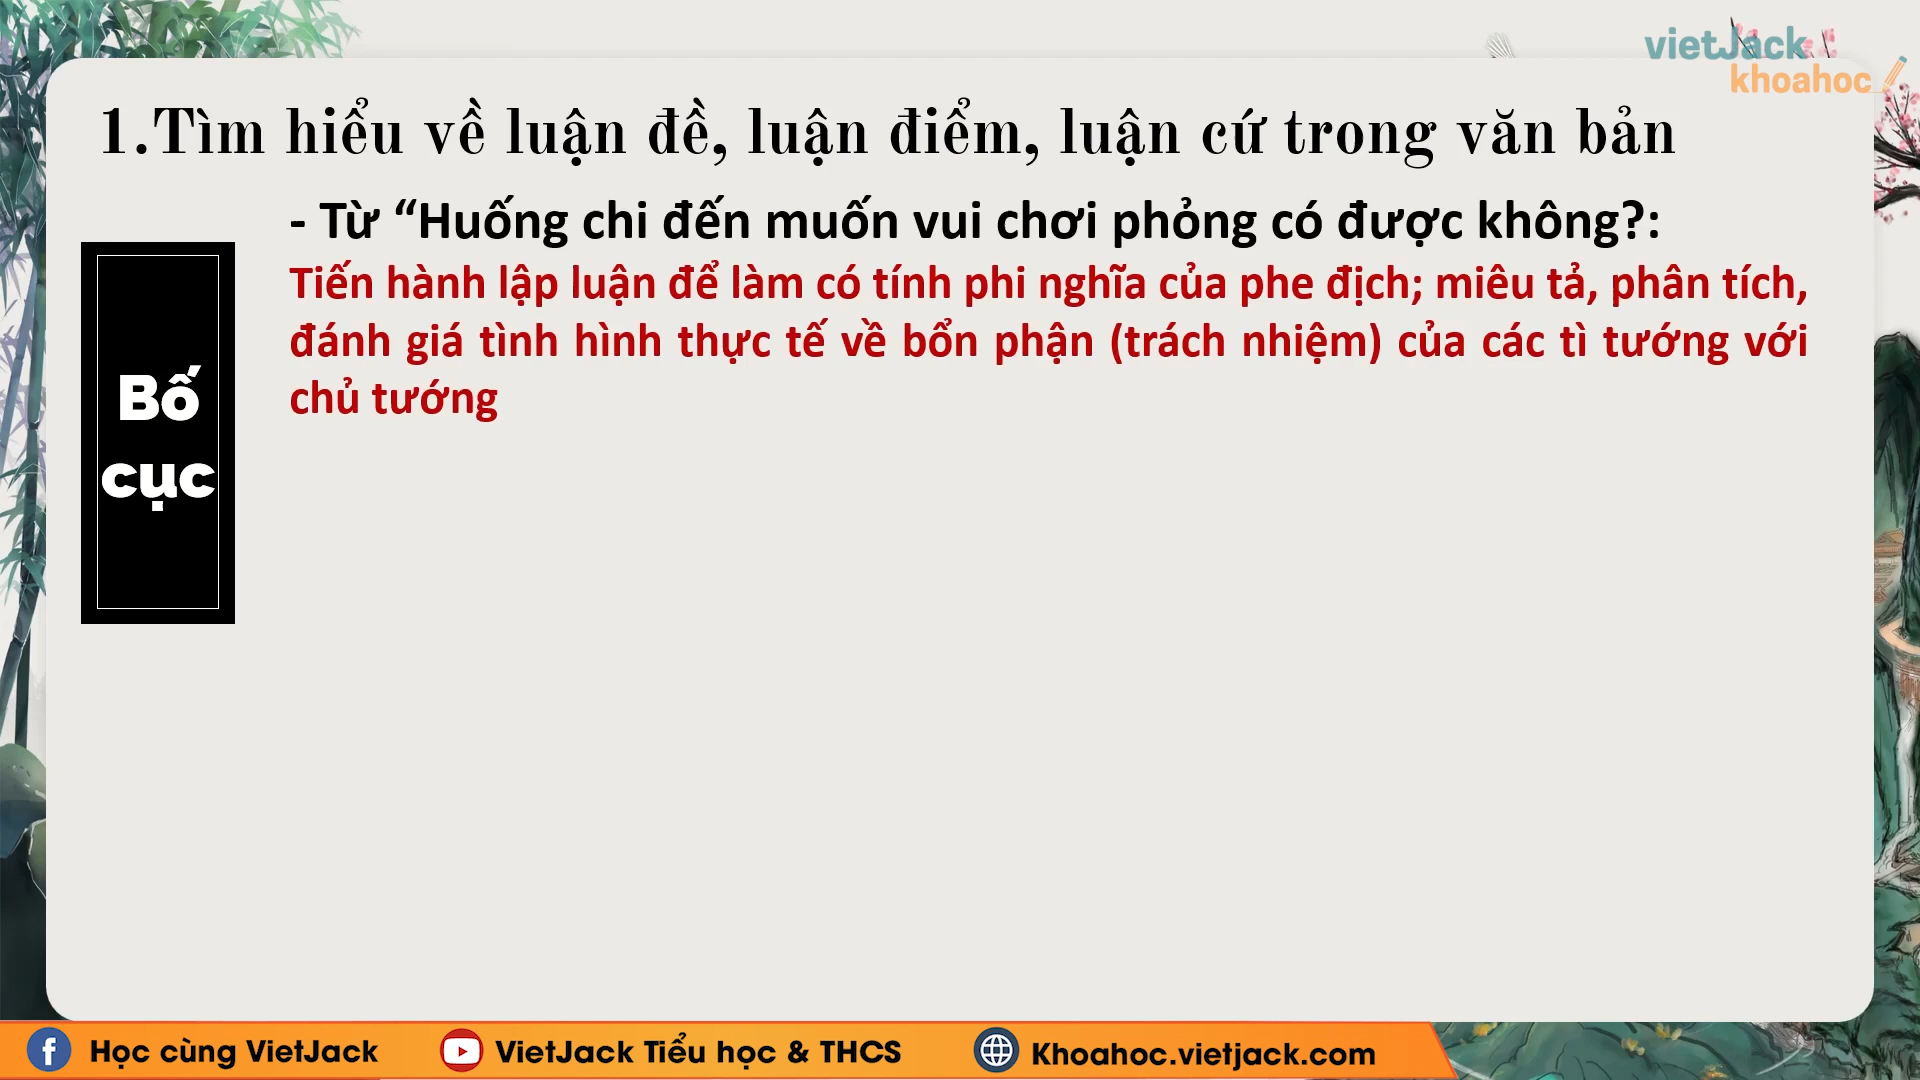 vietJack
khoahoc
1.Tìm hiểu về luận đề, luận điểm, luận cứ trong văn bản
- Từ “Huống chi đến muốn vui chơi phỏng có được không?:
Tiến hành lập luận để làm có tính phi nghĩa của phe địch; miêu tả, phân tích,
đánh giá tình hình thực tế về bổn phận (trách nhiệm) của các tì tướng với
chủ tướng
Bố
cục
Học cùng VietJack
VietJack Tiểu học & THCS
Khoahoc.vietjack.com